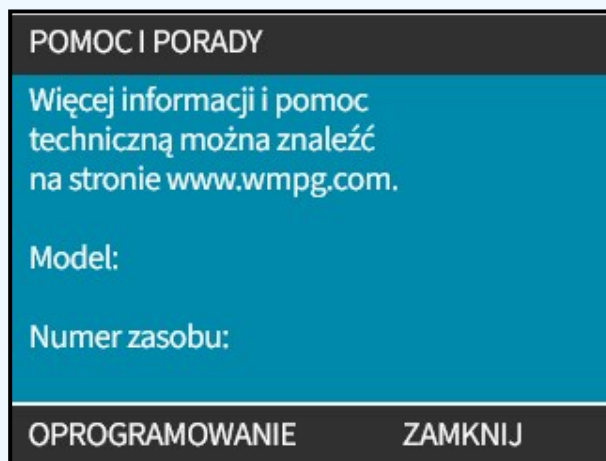 POMOC I PORADY
Więcej informacji i pomoc
techniczną można znaleźć
na stronie www.wmpg.com.
Model:
Numer zasobu:
OPROGRAMOWANIE ZAMKNIJ